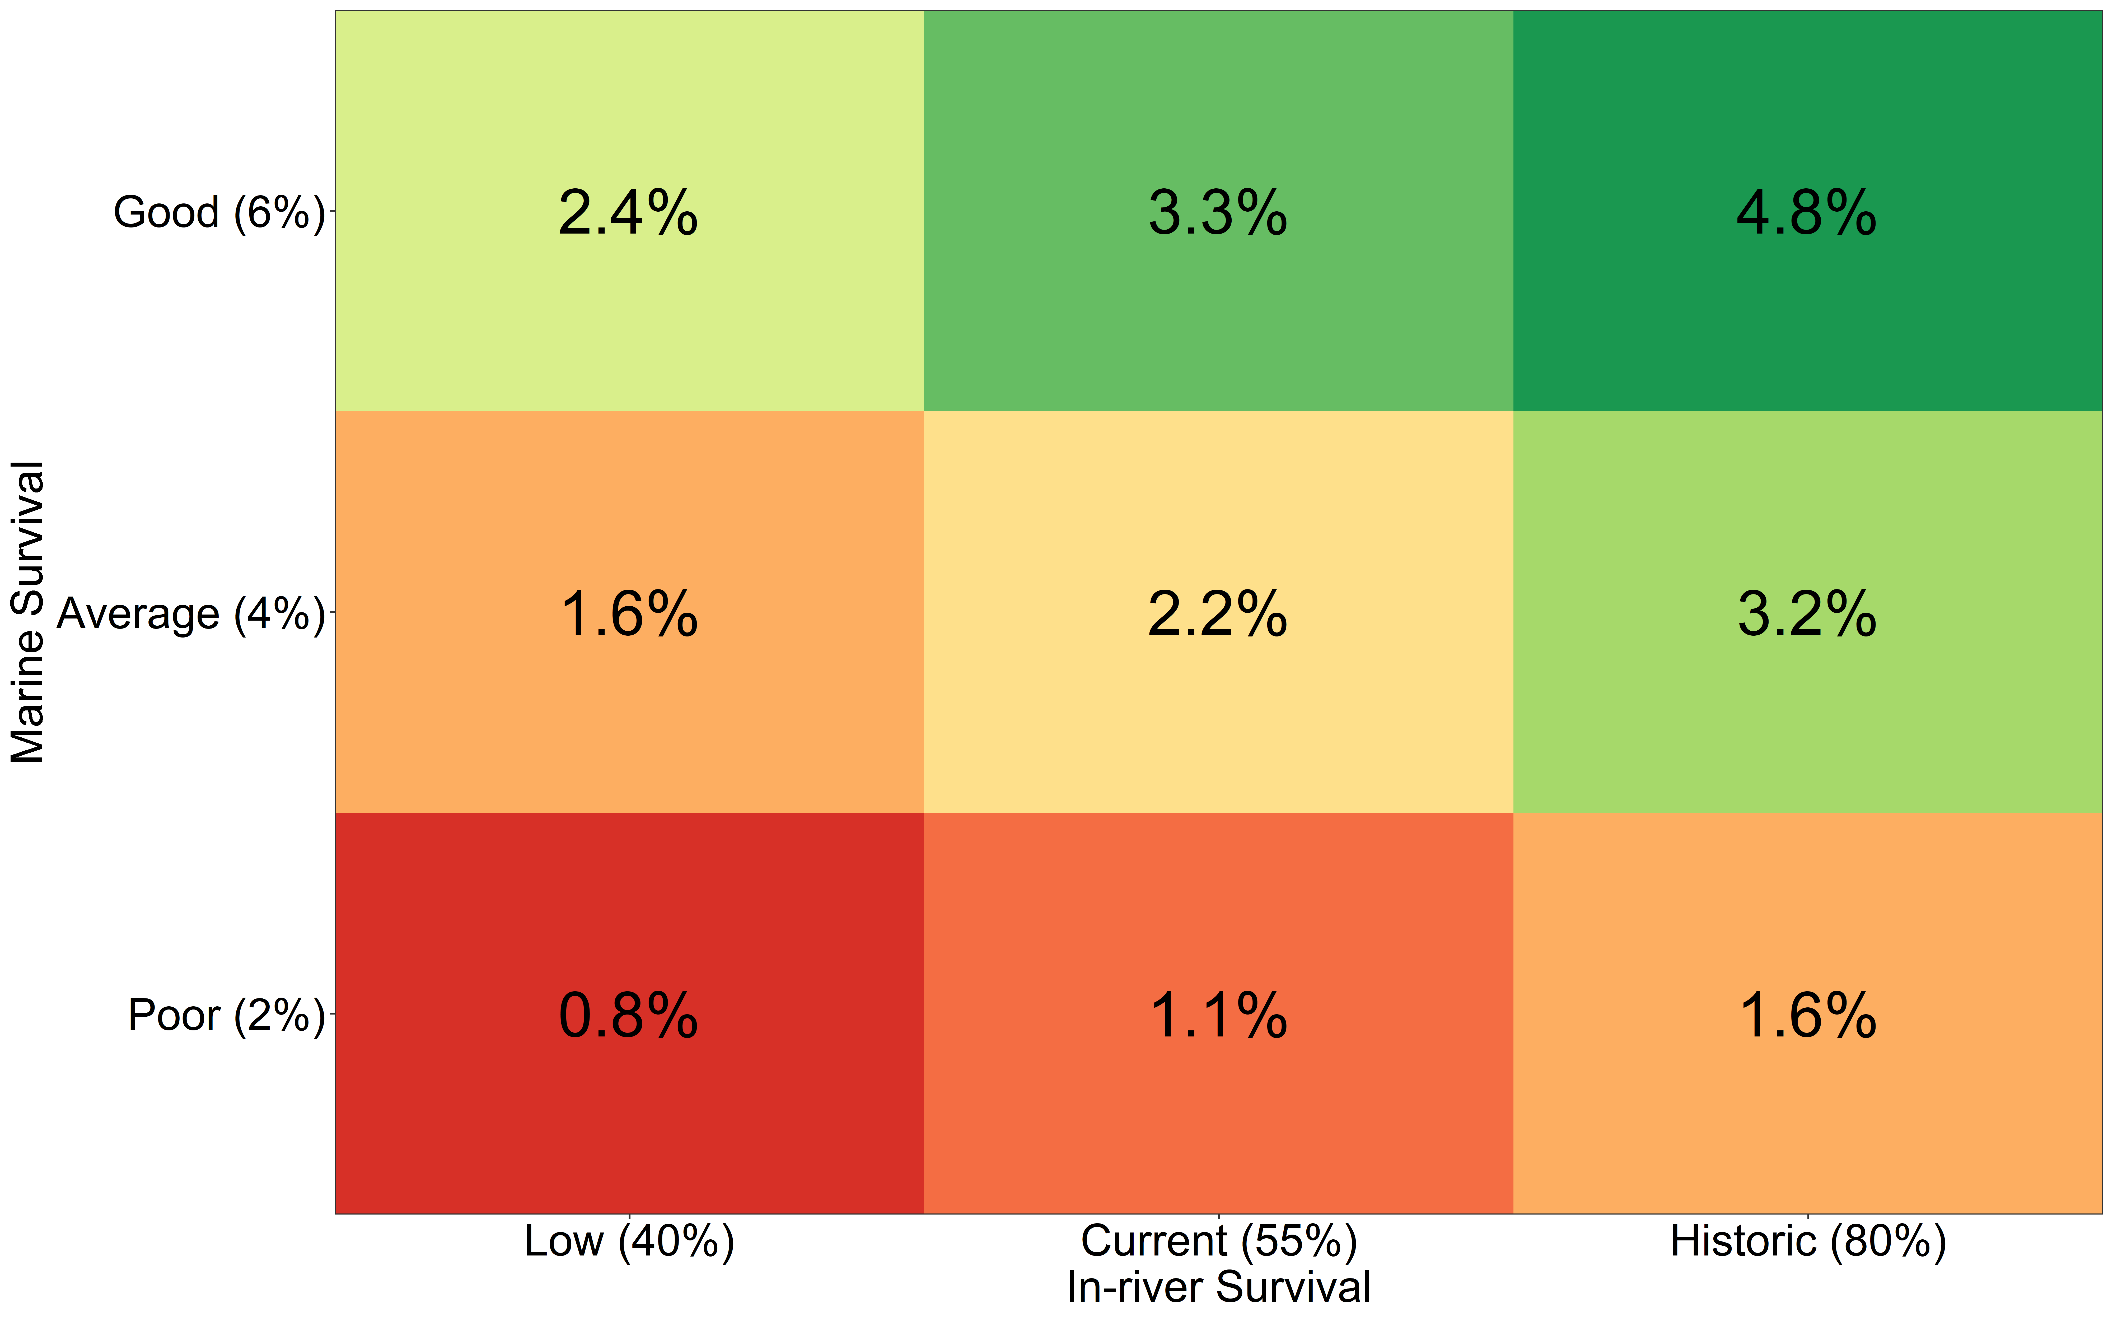 Marine Survival
Good (6%)
2.4%
3.3%
4.8%
Average (4%)
1.6%
2.2%
3.2%
Poor (2%)
0.8%
1.1%
1.6%
Low (40%)
Current (55%)
Historic (80%)
In-river Survival